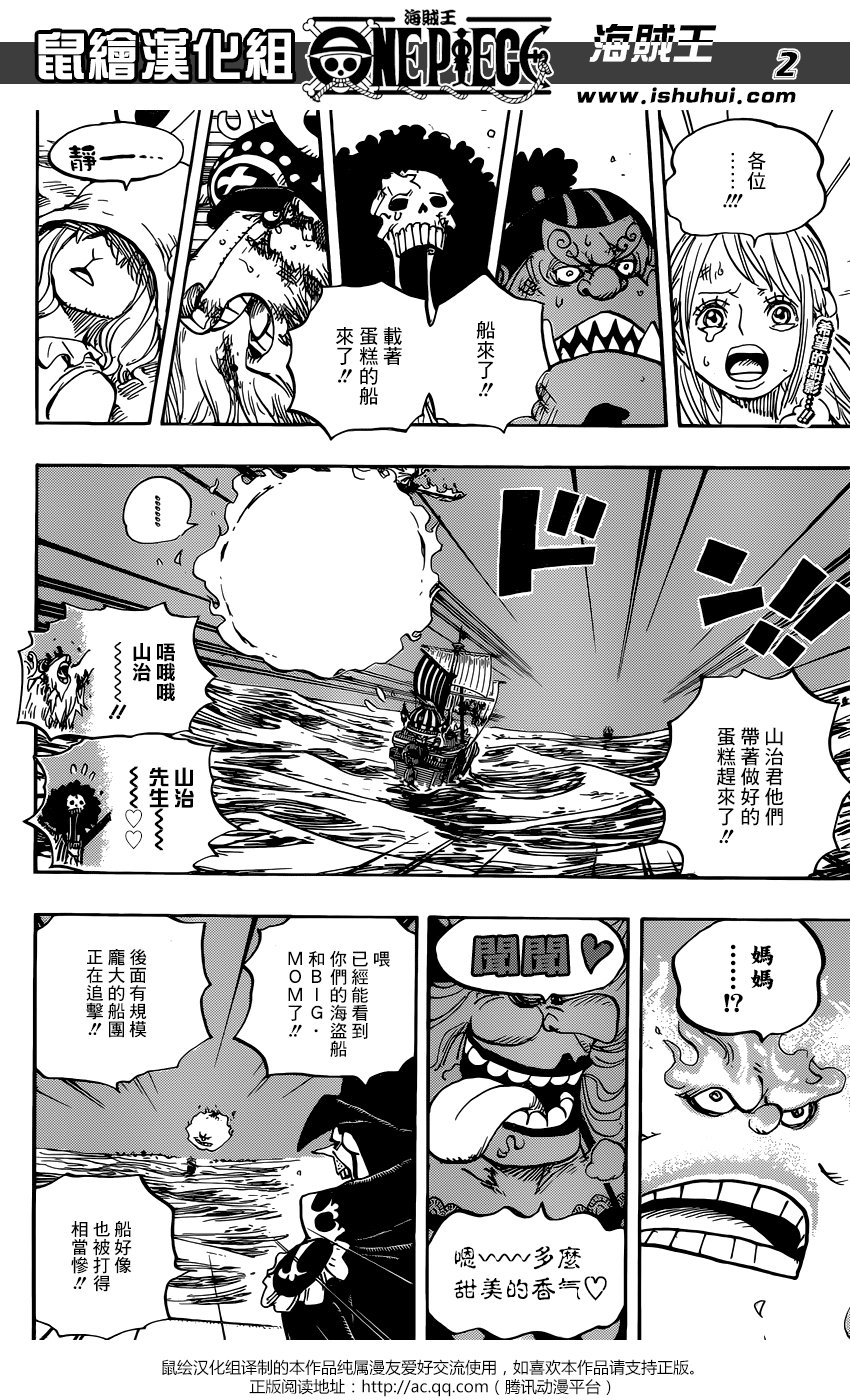 鼠繪漢化組
海賊王
ONE PIECE
海賊王
www.ishuhui.com
2
各位
……!!!
希望的船影…!!
船來了!!
載著
蛋糕的船
來了!!
靜──…
ドン!!!
山治君他們
帶著做好的
蛋糕趕來了!!
……
唔哦哦
山治
〰〰!!
山治
先生〰
〰♡♡
媽媽
……!?
聞聞♡
嗯〰〰多麼
甜美的香气♡
喂
已經能看到
你們的海盜船
和BIG・
MOM了!!
後面有規模
龐大的船團
正在追擊!!
船好像
也被打得
相當慘!!
鼠绘汉化组译制的本作品纯属漫友爱好交流使用，如喜欢本作品请支持正版。
正版阅读地址：http://ac.qq.com（腾讯动漫平台）